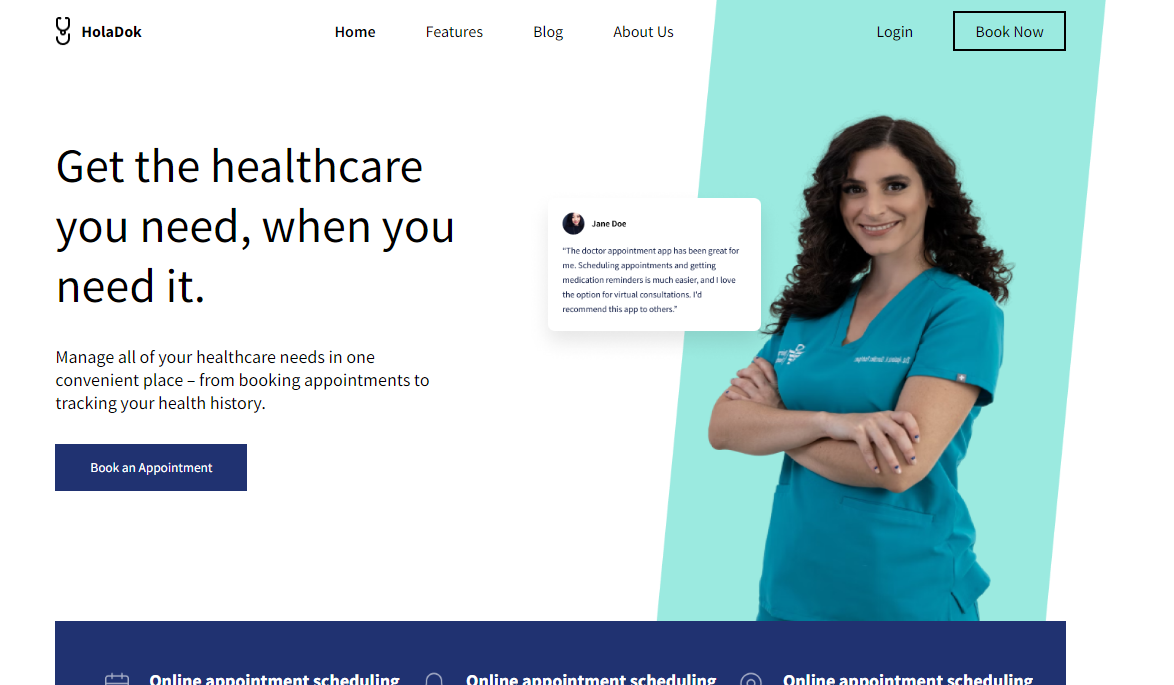 HolaDok
Home
Features
Blog
About Us
Login
Book Now
Get the healthcare
you need, when you
need it.
Manage all of your healthcare needs in one
convenient place – from booking appointments to
tracking your health history.
Book an Appointment
Jane Doe
“The doctor appointment app has been great for
me. Scheduling appointments and getting
medication reminders is much easier, and I love
the option for virtual consultations. I'd
recommend this app to others.”
Online appointment scheduling
Online appointment scheduling
Online appointment scheduling